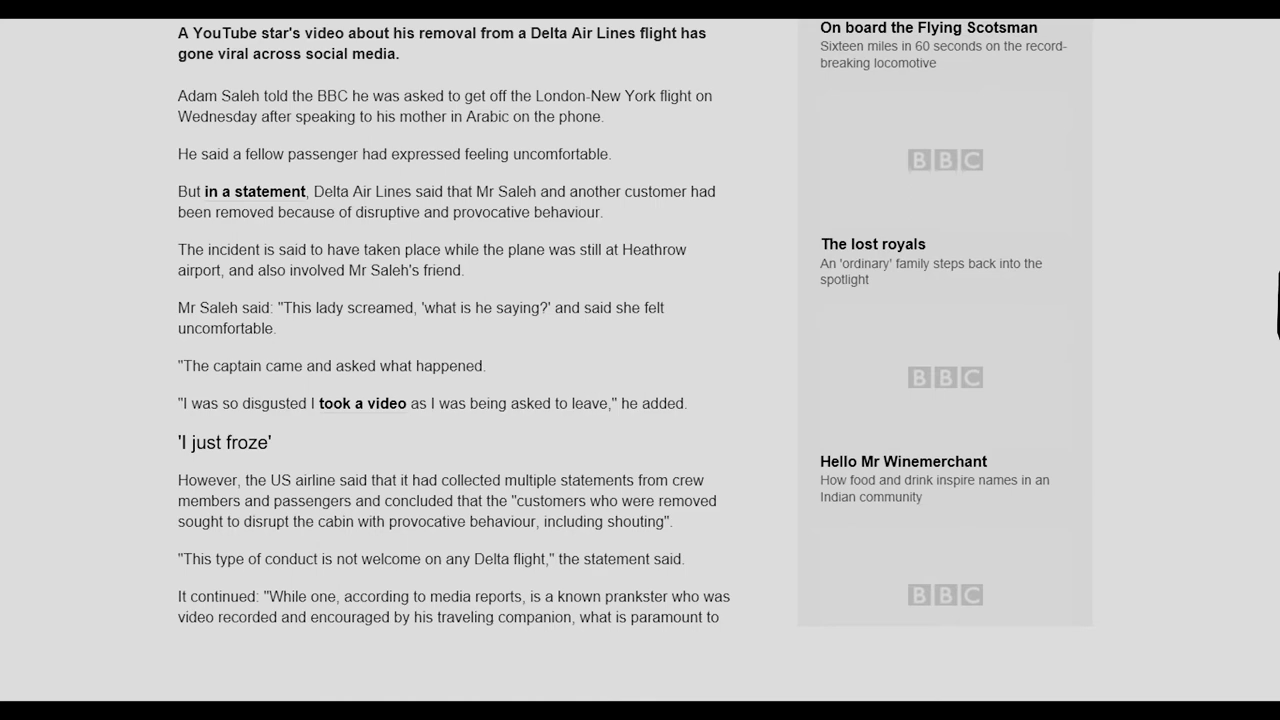 A YouTube star's video about his removal from a Delta Air Lines flight has
gone viral across social media.
Adam Saleh told the BBC he was asked to get off the London-New York flight on
Wednesday after speaking to his mother in Arabic on the phone.
He said a fellow passenger had expressed feeling uncomfortable.
But in a statement, Delta Air Lines said that Mr Saleh and another customer had
been removed because of disruptive and provocative behaviour.
The incident is said to have taken place while the plane was still at Heathrow
airport, and also involved Mr Saleh's friend.
Mr Saleh said: "This lady screamed, 'what is he saying?' and said she felt
uncomfortable.
"The captain came and asked what happened.
"I was so disgusted I took a video as I was being asked to leave," he added.
'I just froze'
However, the US airline said that it had collected multiple statements from crew
members and passengers and concluded that the "customers who were removed
sought to disrupt the cabin with provocative behaviour, including shouting".
"This type of conduct is not welcome on any Delta flight," the statement said.
It continued: "While one, according to media reports, is a known prankster who was
video recorded and encouraged by his traveling companion, what is paramount to
On board the Flying Scotsman
Sixteen miles in 60 seconds on the record-
breaking locomotive
BBC
The lost royals
An 'ordinary' family steps back into the
spotlight
BBC
Hello Mr Winemerchant
How food and drink inspire names in an
Indian community
BBC